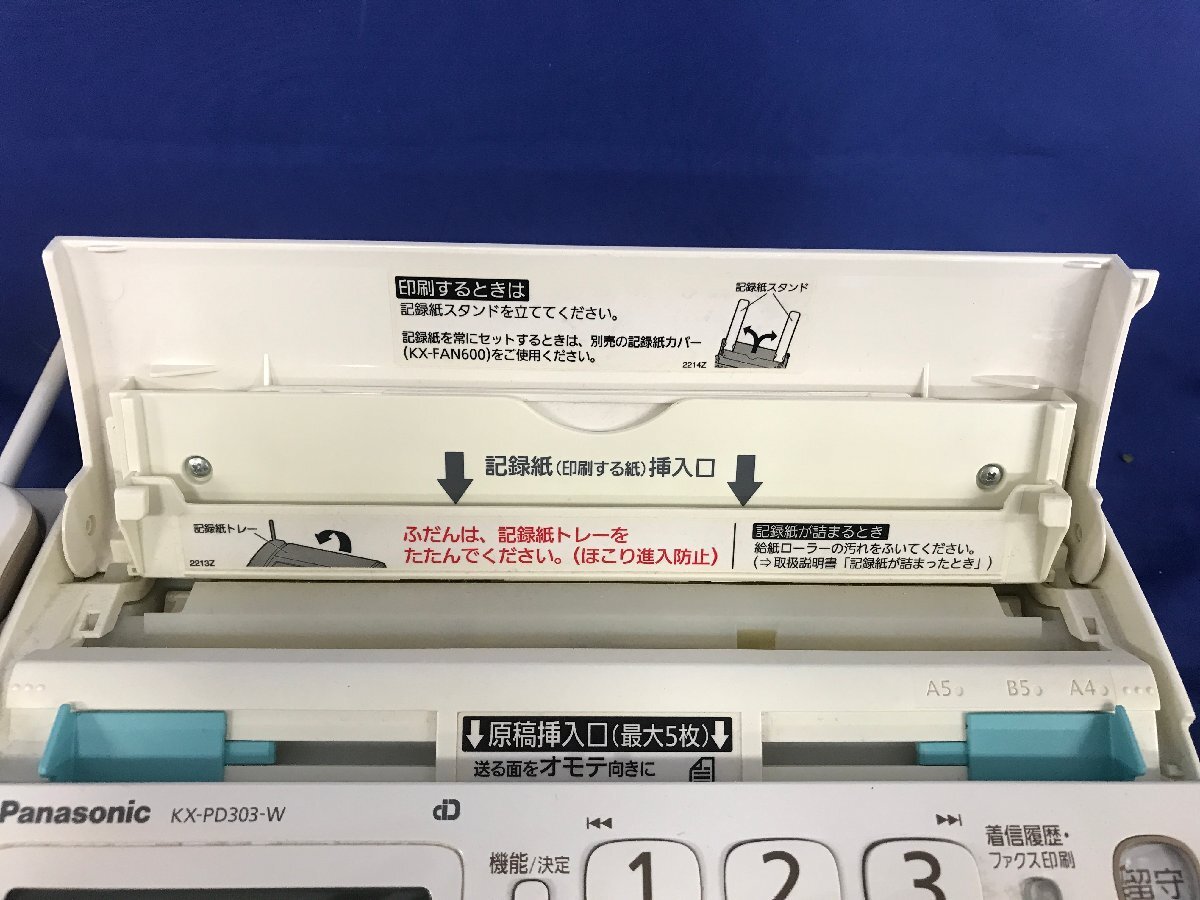 印刷するときは
記録紙スタンドを立ててください。
記録紙を常にセットするときは、別売の記録紙カバー
(KX-FAN600)をご使用ください。
記録紙スタンド
2214Z
記録紙(印刷する紙)挿入口
記録紙トレー
2213Z
ふだんは、記録紙トレーを
たたんでください。(ほこり進入防止)
記録紙が詰まるとき
給紙ローラーの汚れをふいてください。
(⇒取扱説明書「記録紙が詰まったとき」)
A5 B5 A4
↓原稿挿入口(最大5枚)↓
送る面をオモテ向きに
Panasonic KX-PD303-W
機能/決定
1 2 3
着信履歴・
ファクス印刷
留守